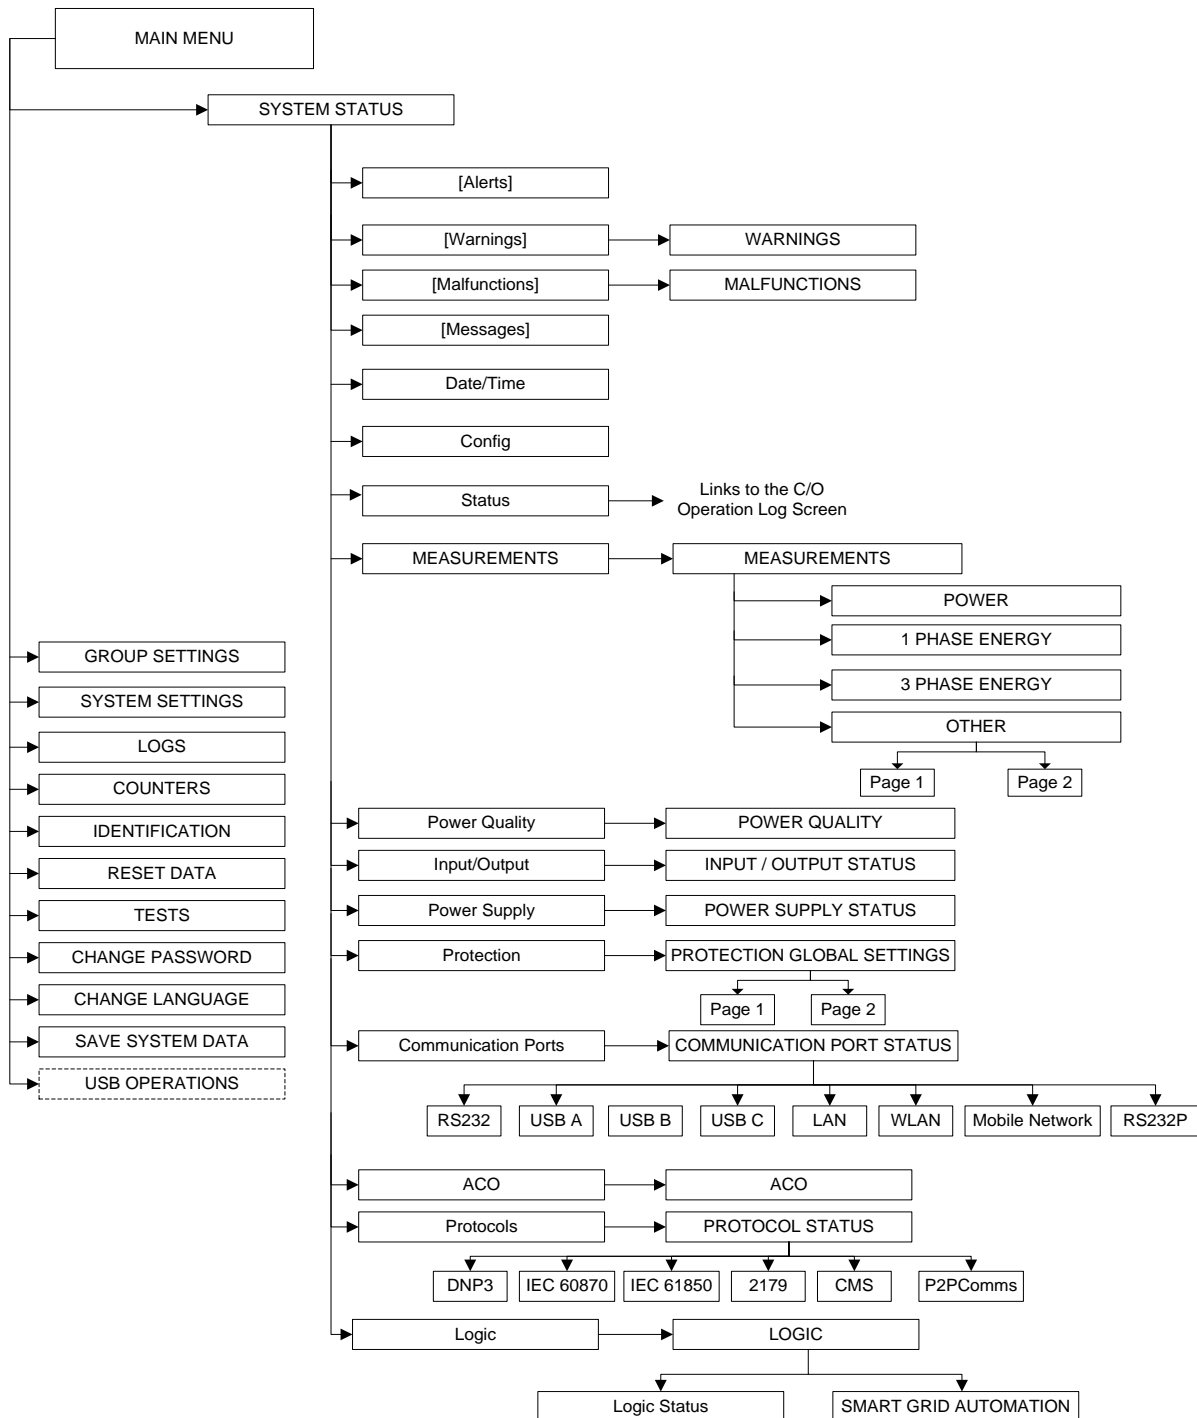 MAIN MENU
SYSTEM STATUS
[Alerts]
[Warnings]
WARNINGS
[Malfunctions]
MALFUNCTIONS
[Messages]
Date/Time
Config
Status
Links to the C/O
Operation Log Screen
MEASUREMENTS
MEASUREMENTS
POWER
1 PHASE ENERGY
3 PHASE ENERGY
OTHER
Page 1
Page 2
Power Quality
POWER QUALITY
Input/Output
INPUT / OUTPUT STATUS
Power Supply
POWER SUPPLY STATUS
Protection
PROTECTION GLOBAL SETTINGS
Page 1
Page 2
Communication Ports
COMMUNICATION PORT STATUS
RS232
USB A
USB B
USB C
LAN
WLAN
Mobile Network
RS232P
ACO
ACO
Protocols
PROTOCOL STATUS
DNP3
IEC 60870
IEC 61850
2179
CMS
P2PComms
Logic
LOGIC
Logic Status
SMART GRID AUTOMATION
GROUP SETTINGS
SYSTEM SETTINGS
LOGS
COUNTERS
IDENTIFICATION
RESET DATA
TESTS
CHANGE PASSWORD
CHANGE LANGUAGE
SAVE SYSTEM DATA
USB OPERATIONS